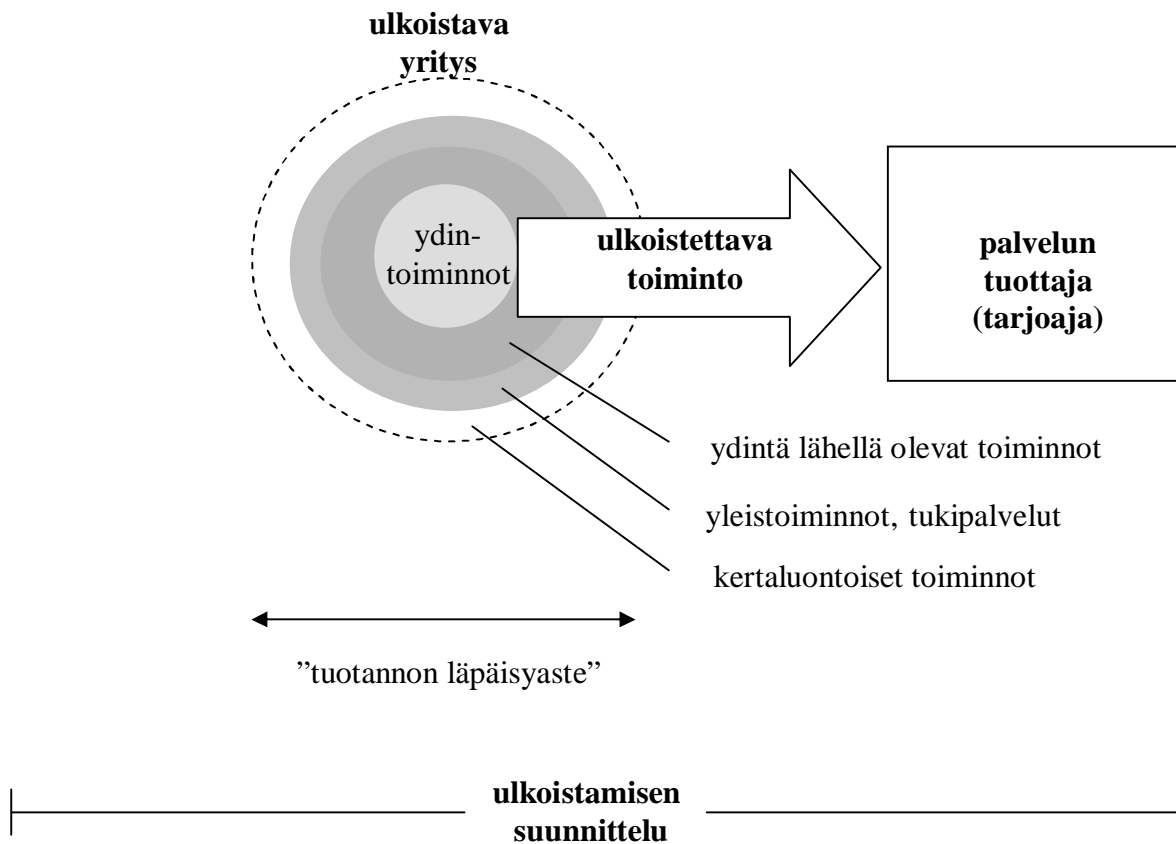 ulkoistava
yritys
ydin-
toiminnot
ulkoistettava
toiminto
palvelun
tuottaja
(tarjoaja)
ydintä lähellä olevat toiminnot
yleistoiminnot, tukipalvelut
kertaluontoiset toiminnot
”tuotannon läpäisyaste”
ulkoistamisen
suunnittelu